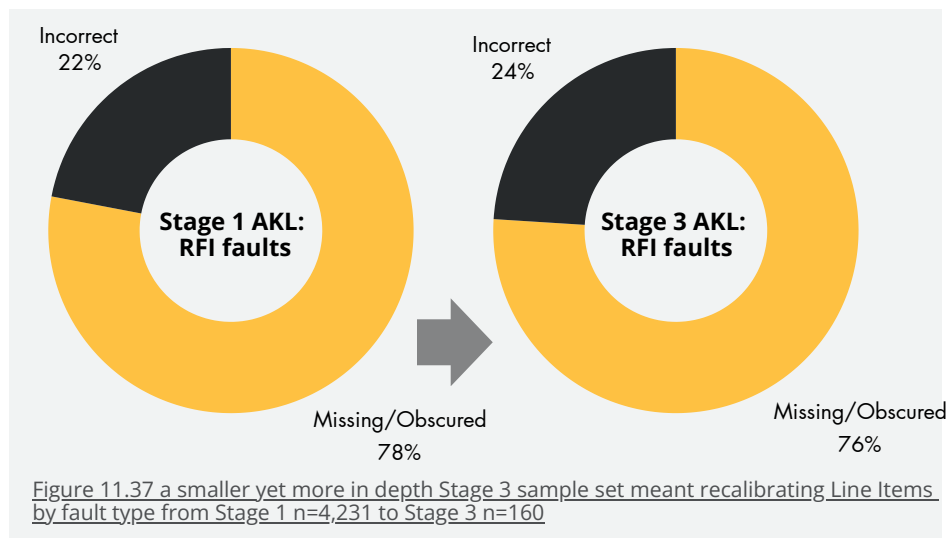 Incorrect
22%
Stage 1 AKL:
RFI faults
Missing/Obscured
78%
Incorrect
24%
Stage 3 AKL:
RFI faults
Missing/Obscured
76%
Figure 11.37 a smaller yet more in depth Stage 3 sample set meant recalibrating Line Items
by fault type from Stage 1 n=4,231 to Stage 3 n=160